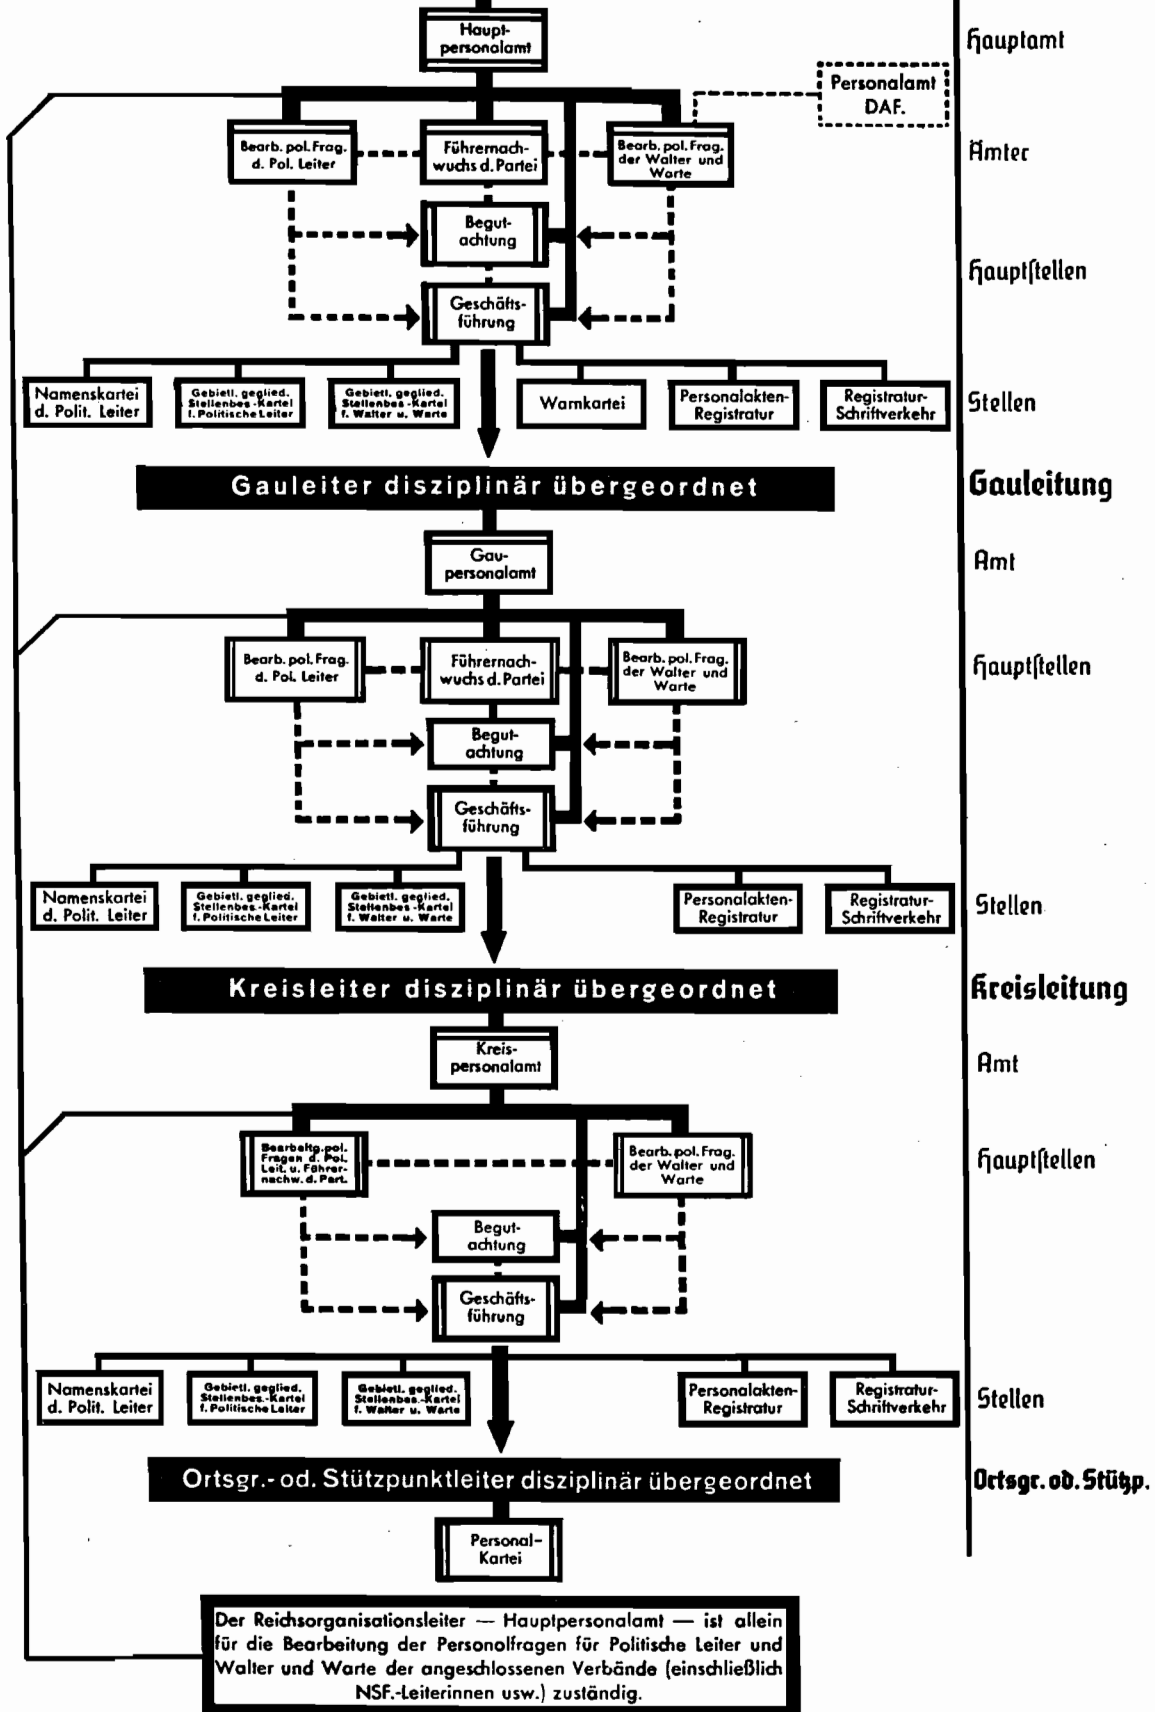 Haupt-
personalamt
Hauptamt
Personalamt
DAF.
Bearb. pol. Frag.
d. Pol. Leiter
Führernach-
wuchs d. Partei
Bearb. pol. Frag.
der Walter und
Warte
Ämter
Begut-
achtung
Hauptstellen
Geschäfts-
führung
Namenskartei
d. Polit. Leiter
Gebietl. geglied.
Stellenbes.-Kartei
f. Politische Leiter
Gebietl. geglied.
Stellenbes.-Kartei
f. Walter u. Warte
Warnkartei
Personalakten-
Registratur
Registratur-
Schriftverkehr
Stellen
Gauleiter disziplinär übergeordnet
Gauleitung
Gau-
personalamt
Amt
Bearb. pol. Frag.
d. Pol. Leiter
Führernach-
wuchs d. Partei
Bearb. pol. Frag.
der Walter und
Warte
Hauptstellen
Begut-
achtung
Geschäfts-
führung
Namenskartei
d. Polit. Leiter
Gebietl. geglied.
Stellenbes.-Kartei
f. Politische Leiter
Gebietl. geglied.
Stellenbes.-Kartei
f. Walter u. Warte
Personalakten-
Registratur
Registratur-
Schriftverkehr
Stellen
Kreisleiter disziplinär übergeordnet
Kreisleitung
Kreis-
personalamt
Amt
Bearbeitg. pol.
Fragen d. Pol.
Leit. u. Führer-
nachw. d. Part.
Bearb. pol. Frag.
der Walter und
Warte
Hauptstellen
Begut-
achtung
Geschäfts-
führung
Namenskartei
d. Polit. Leiter
Gebietl. geglied.
Stellenbes.-Kartei
f. Politische Leiter
Gebietl. geglied.
Stellenbes.-Kartei
f. Walter u. Warte
Personalakten-
Registratur
Registratur-
Schriftverkehr
Stellen
Ortsgr.- od. Stützpunktleiter disziplinär übergeordnet
Ortsgr. od. Stützp.
Personal-
Kartei
Der Reichsorganisationsleiter — Hauptpersonalamt — ist allein
für die Bearbeitung der Personolfragen für Politische Leiter und
Walter und Warte der angeschlossenen Verbände (einschließlich
NSF.-Leiterinnen usw.) zuständig.